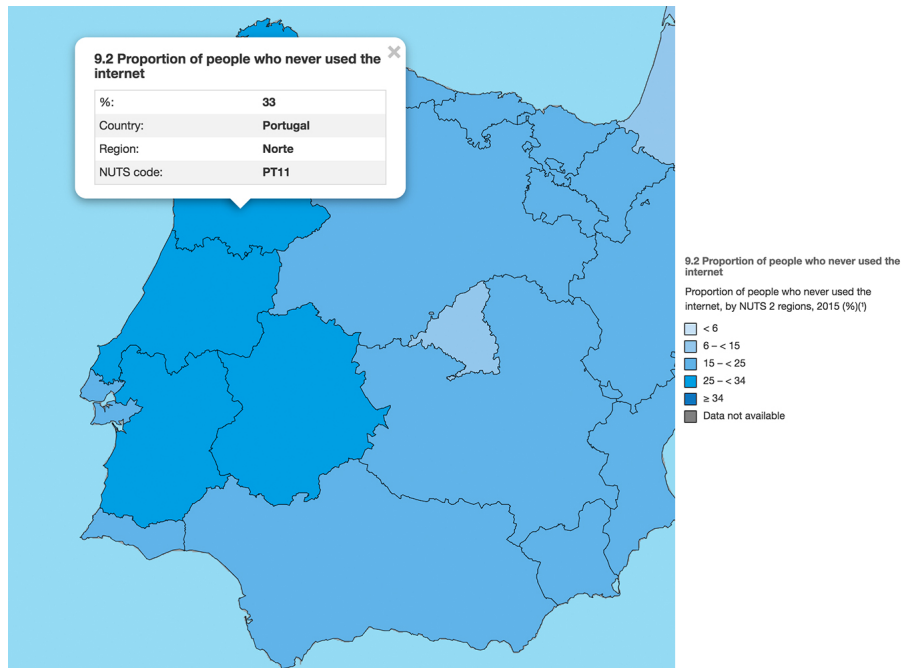 9.2 Proportion of people who never used the
internet
%: 33
Country: Portugal
Region: Norte
NUTS code: PT11
9.2 Proportion of people who never used the
internet
Proportion of people who never used the
internet, by NUTS 2 regions, 2015 (%)(¹)
< 6
6 – < 15
15 – < 25
25 – < 34
≥ 34
Data not available